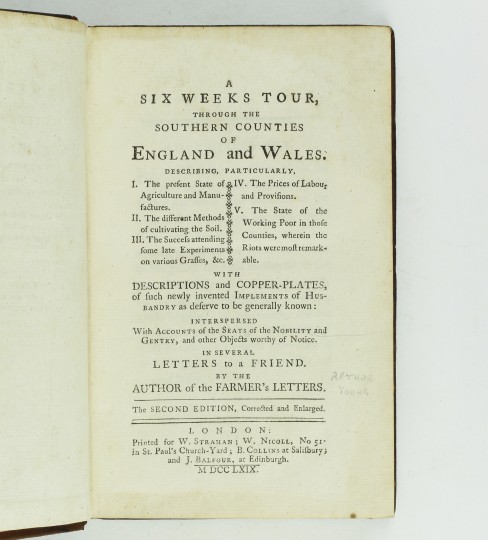 A
SIX WEEKS TOUR,
THROUGH THE
SOUTHERN COUNTIES
OF
ENGLAND and WALES.
DESCRIBING, PARTICULARLY,
I. The preſent State of
Agriculture and Manu-
factures.
II. The different Methods
of cultivating the Soil.
III. The Succeſs attending
ſome late Experiments
on various Graſſes, &c.
IV. The Prices of Labour
and Proviſions.
V. The State of the
Working Poor in thoſe
Counties, wherein the
Riots were moſt remark-
able.
WITH
DESCRIPTIONS and COPPER-PLATES,
of ſuch newly invented IMPLEMENTS of HUS-
BANDRY as deſerve to be generally known:
INTERSPERSED
With ACCOUNTS of the SEATS of the NOBILITY and
GENTRY, and other Objects worthy of Notice.
IN SEVERAL
LETTERS to a FRIEND.
BY THE
AUTHOR of the FARMER's LETTERS.
Arthur
Young
The SECOND EDITION, Corrected and Enlarged.
LONDON:
Printed for W. STRAHAN; W. NICOLL, No 51.
in St. Paul's Church-Yard; B. COLLINS at Saliſbury;
and J. BALFOUR, at Edinburgh.
M DCC LXIX.